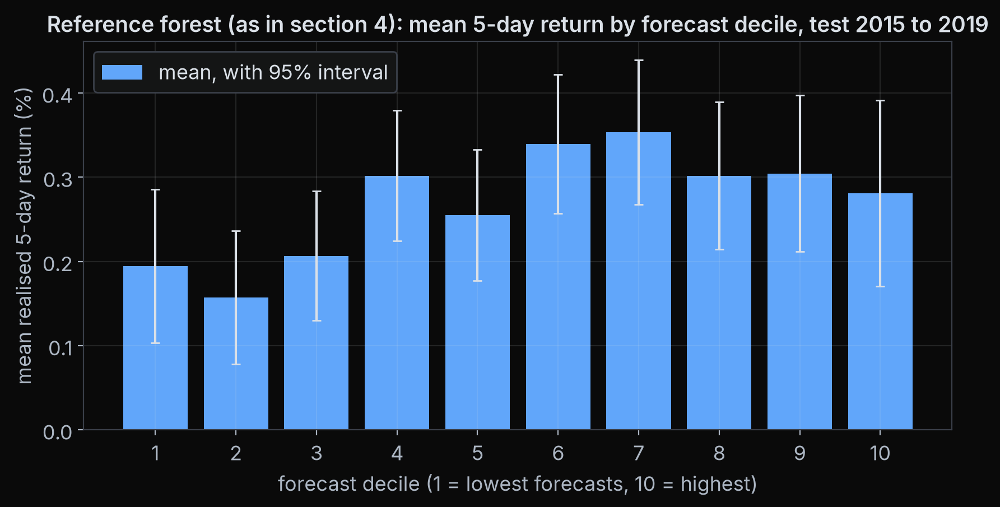 Reference forest (as in section 4): mean 5-day return by forecast decile, test 2015 to 2019
mean, with 95% interval
mean realised 5-day return (%)
0.4
0.3
0.2
0.1
0.0
1 2 3 4 5 6 7 8 9 10
forecast decile (1 = lowest forecasts, 10 = highest)